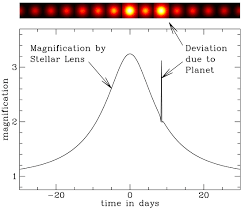 Magnification by
Stellar Lens
Deviation
due to
Planet
magnification
3
2
1
−20
0
20
time in days